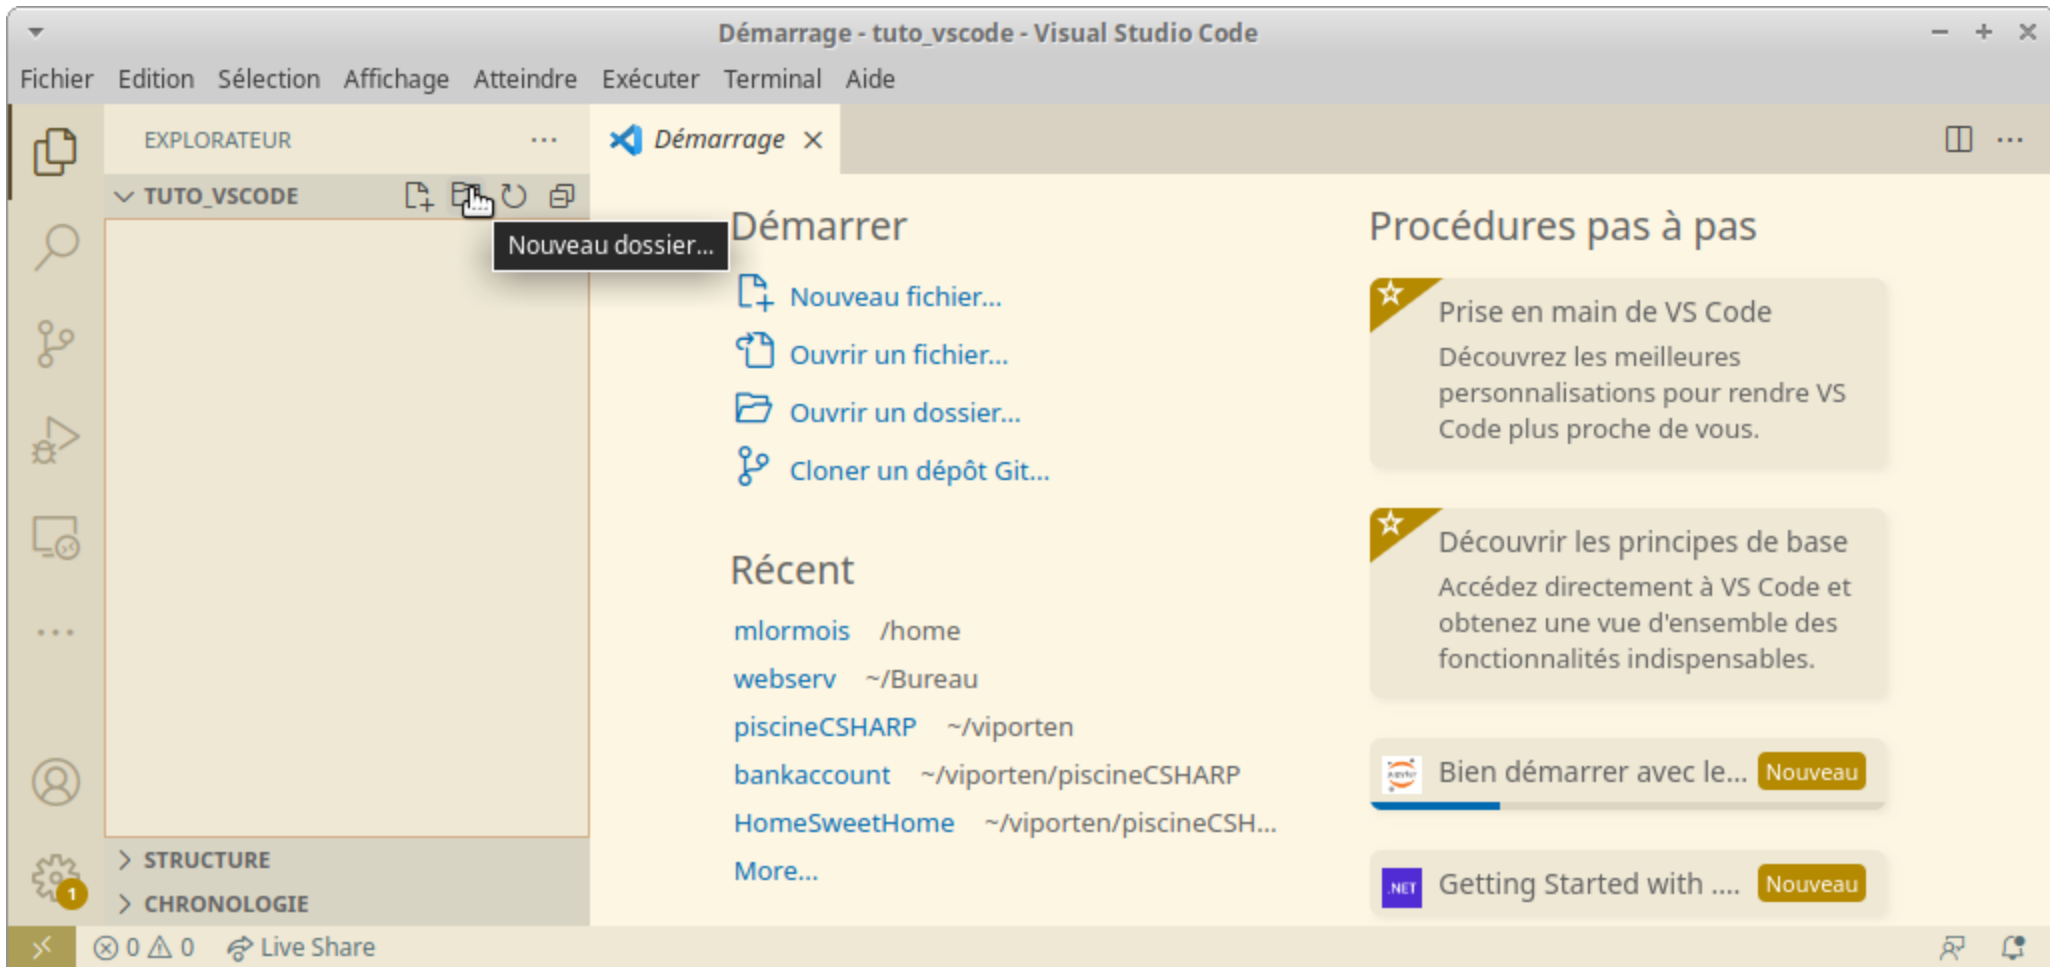 Démarrage - tuto_vscode - Visual Studio Code
Fichier Edition Sélection Affichage Atteindre Exécuter Terminal Aide
EXPLORATEUR
TUTO_VSCODE
Nouveau dossier...
STRUCTURE
CHRONOLOGIE
Démarrage
Démarrer
Nouveau fichier...
Ouvrir un fichier...
Ouvrir un dossier...
Cloner un dépôt Git...
Récent
mlormois /home
webserv ~/Bureau
piscineCSHARP ~/viporten
bankaccount ~/viporten/piscineCSHARP
HomeSweetHome ~/viporten/piscineCSH...
More...
Procédures pas à pas
Prise en main de VS Code
Découvrez les meilleures
personnalisations pour rendre VS
Code plus proche de vous.
Découvrir les principes de base
Accédez directement à VS Code et
obtenez une vue d'ensemble des
fonctionnalités indispensables.
Bien démarrer avec le... Nouveau
.NET Getting Started with .... Nouveau
1
0 0 Live Share